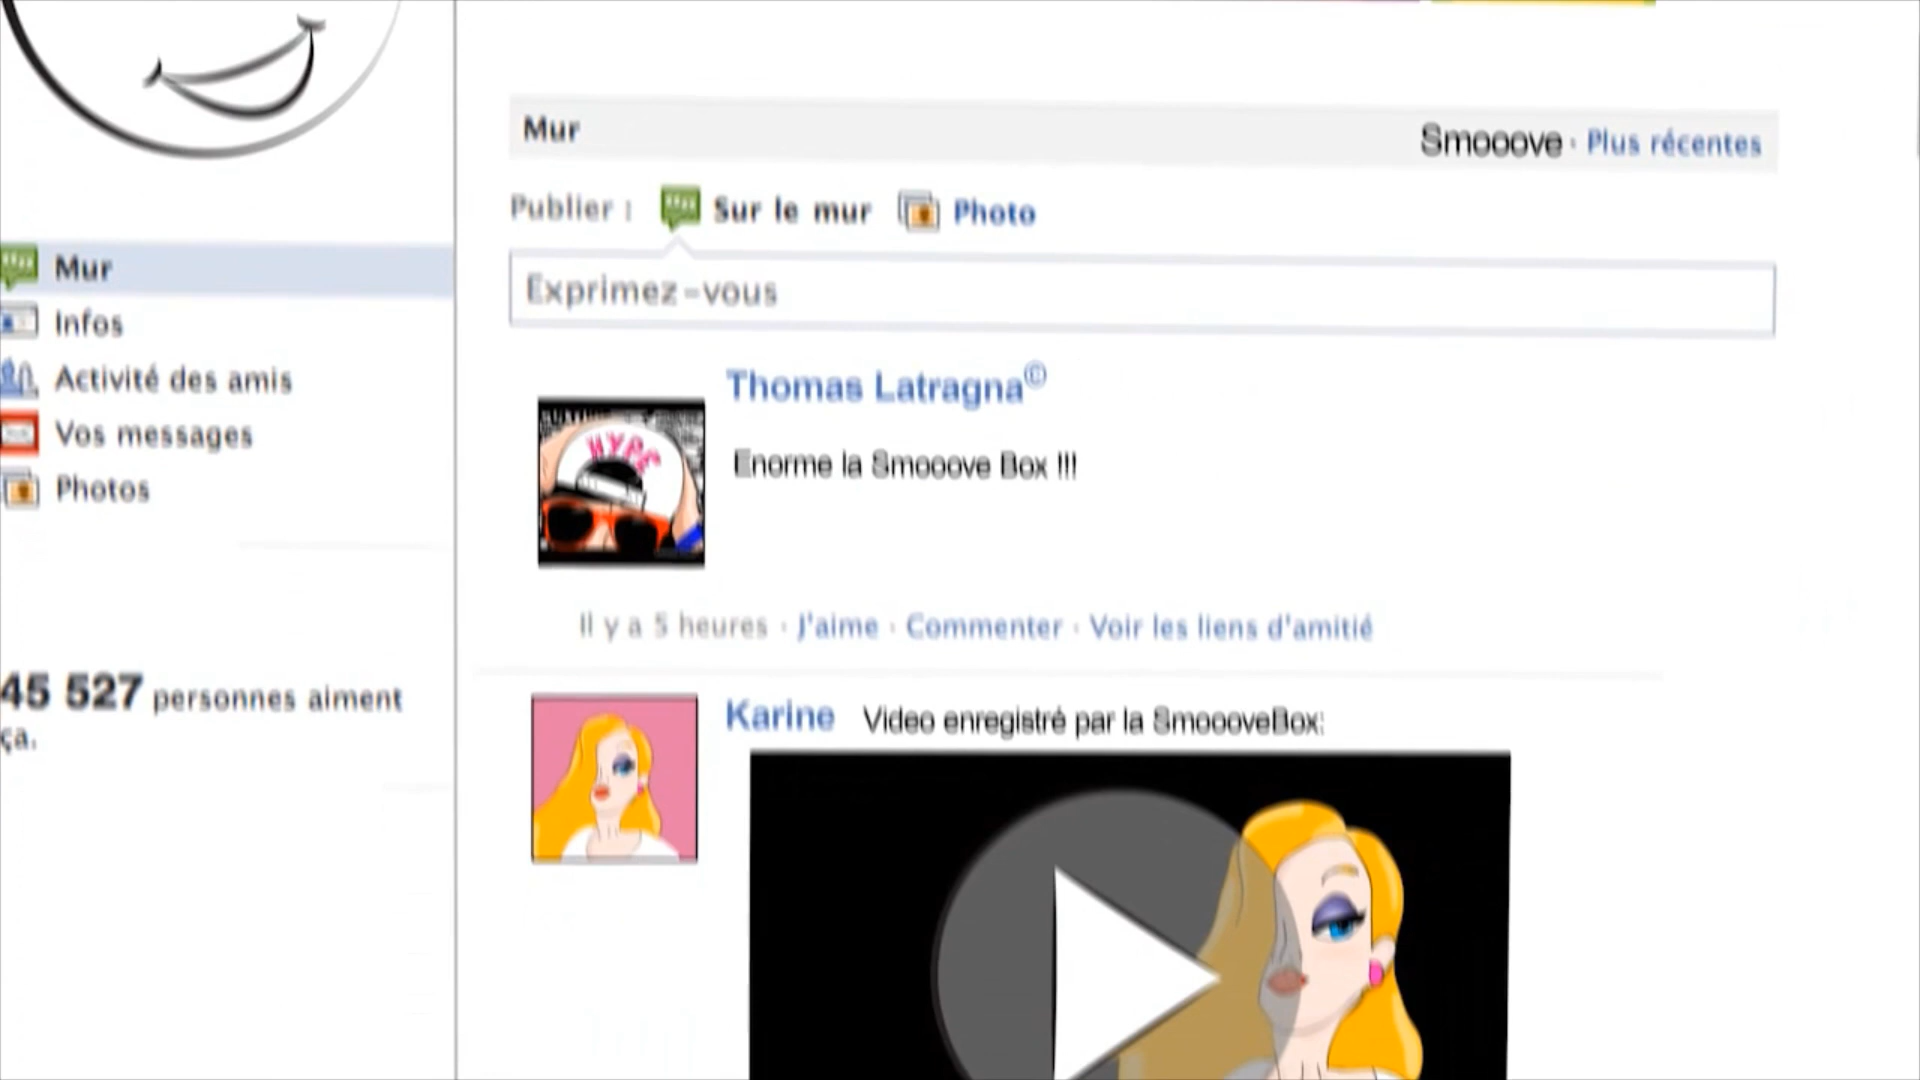 Mur
Smooove · Plus récentes
Publier : Sur le mur Photo
Exprimez-vous
Mur
Infos
Activité des amis
Vos messages
Photos
45 527 personnes aiment
ça.
Thomas Latragna©
HYPE
Enorme la Smooove Box !!!
Il y a 5 heures · J'aime · Commenter · Voir les liens d'amitié
Karine Video enregistré par la SmoooveBox: